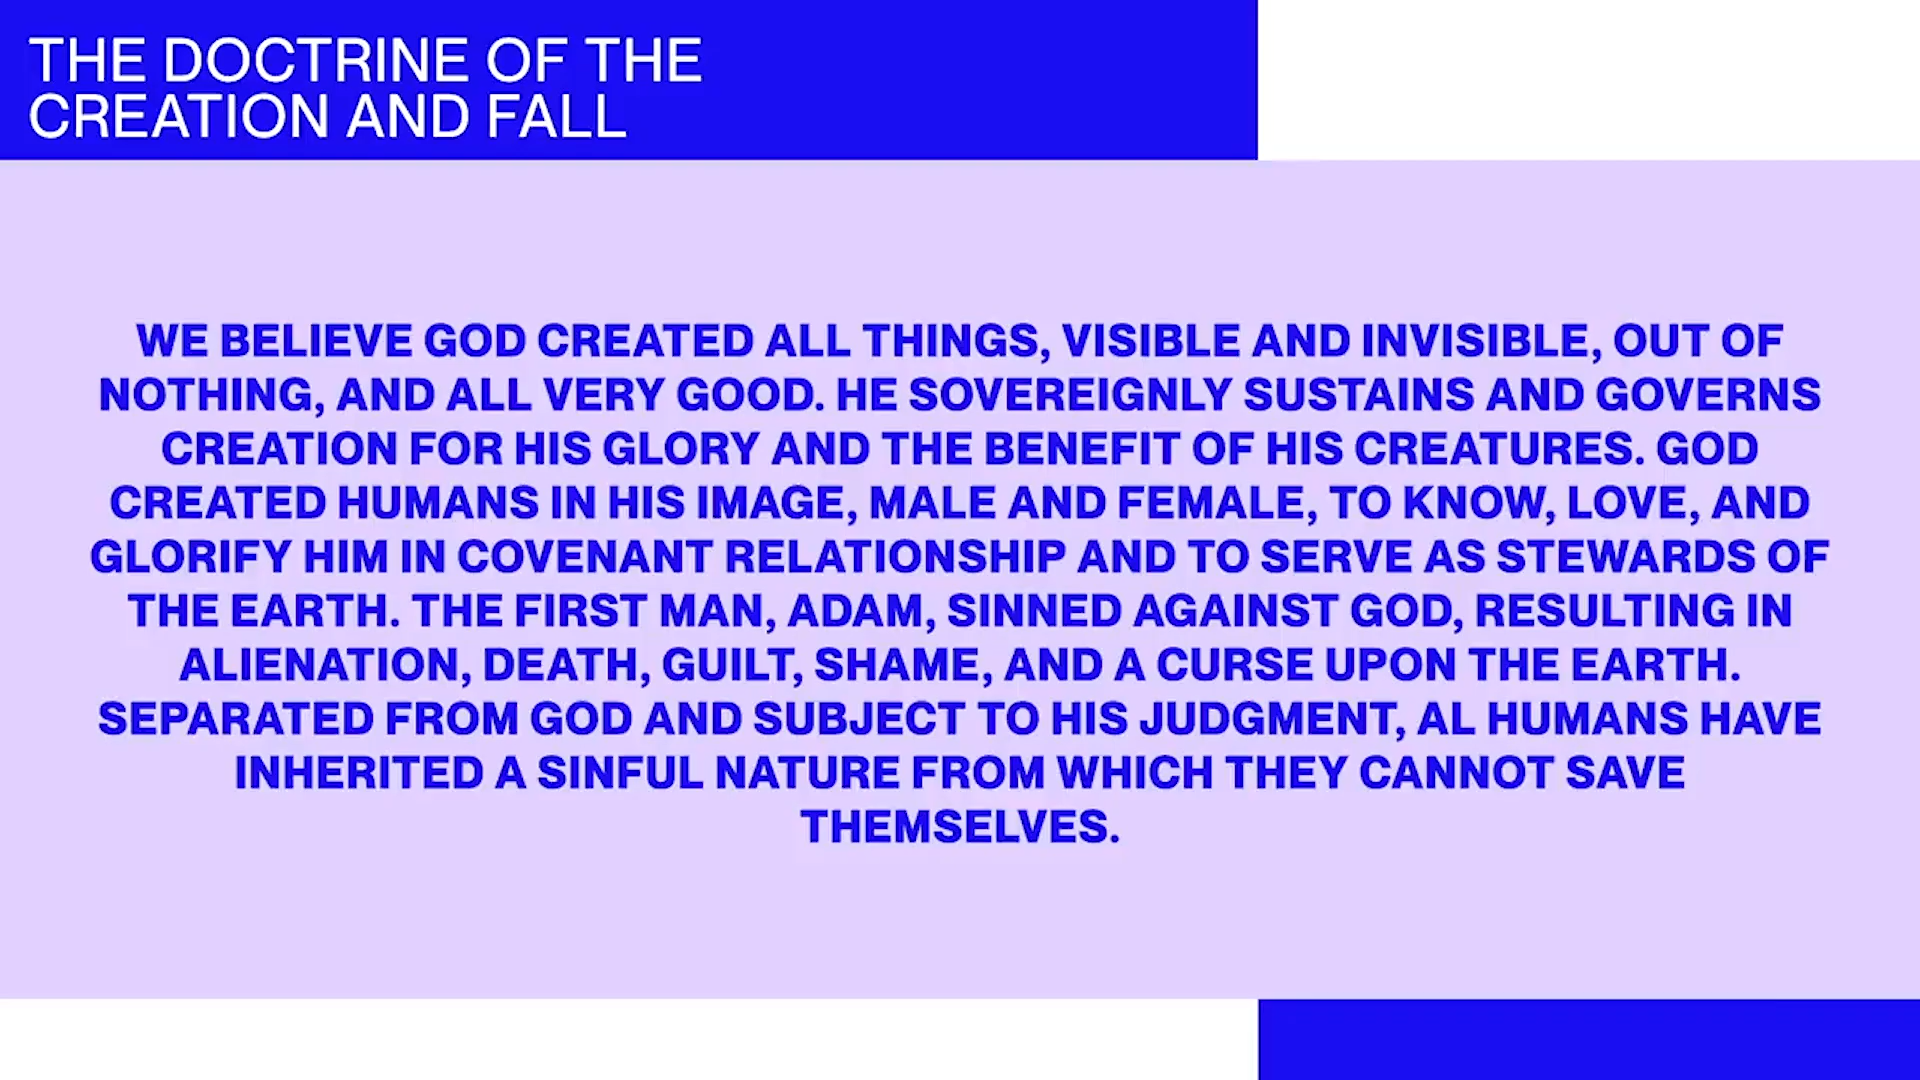 THE DOCTRINE OF THE
CREATION AND FALL
WE BELIEVE GOD CREATED ALL THINGS, VISIBLE AND INVISIBLE, OUT OF
NOTHING, AND ALL VERY GOOD. HE SOVEREIGNLY SUSTAINS AND GOVERNS
CREATION FOR HIS GLORY AND THE BENEFIT OF HIS CREATURES. GOD
CREATED HUMANS IN HIS IMAGE, MALE AND FEMALE, TO KNOW, LOVE, AND
GLORIFY HIM IN COVENANT RELATIONSHIP AND TO SERVE AS STEWARDS OF
THE EARTH. THE FIRST MAN, ADAM, SINNED AGAINST GOD, RESULTING IN
ALIENATION, DEATH, GUILT, SHAME, AND A CURSE UPON THE EARTH.
SEPARATED FROM GOD AND SUBJECT TO HIS JUDGMENT, AL HUMANS HAVE
INHERITED A SINFUL NATURE FROM WHICH THEY CANNOT SAVE
THEMSELVES.